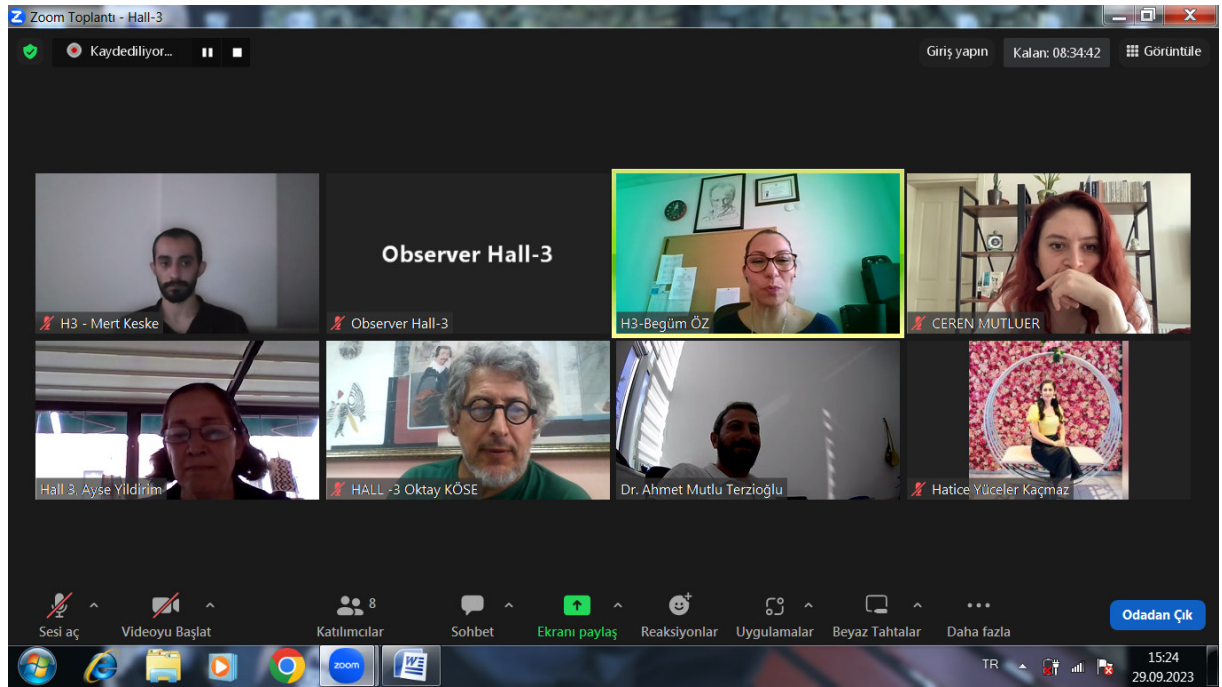 Zoom Toplantı - Hall-3
Kaydediliyor...
Giriş yapın
Kalan: 08:34:42
Görüntüle
H3 - Mert Keske
Observer Hall-3
Observer Hall-3
H3-Begüm ÖZ
CEREN MUTLUER
Hall 3, Ayse Yildirim
HALL -3 Oktay KÖSE
Dr. Ahmet Mutlu Terzioğlu
Hatice Yüceler Kaçmaz
Sesi aç
Videoyu Başlat
8
Katılımcılar
Sohbet
Ekranı paylaş
Reaksiyonlar
Uygulamalar
Beyaz Tahtalar
Daha fazla
Odadan Çık
zoom
W
TR
15:24
29.09.2023